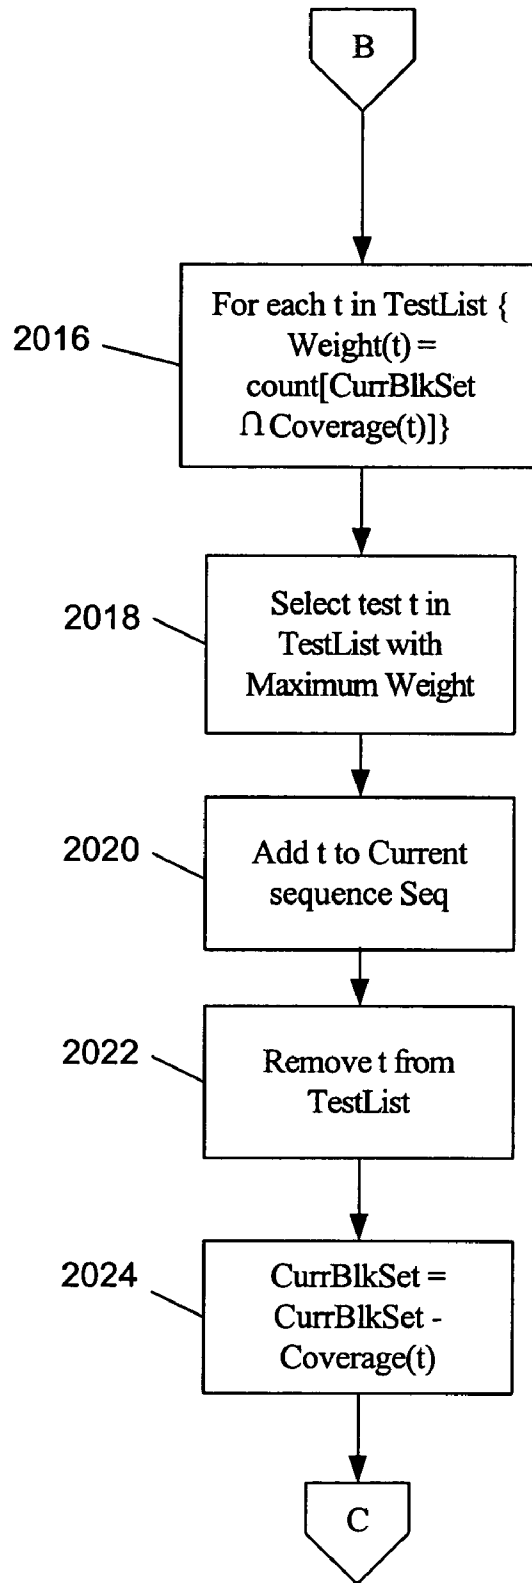 B
2016
For each t in TestList {
Weight(t) =
count[CurrBlkSet
∩ Coverage(t)]}
2018
Select test t in
TestList with
Maximum Weight
2020
Add t to Current
sequence Seq
2022
Remove t from
TestList
2024
CurrBlkSet =
CurrBlkSet -
Coverage(t)
C